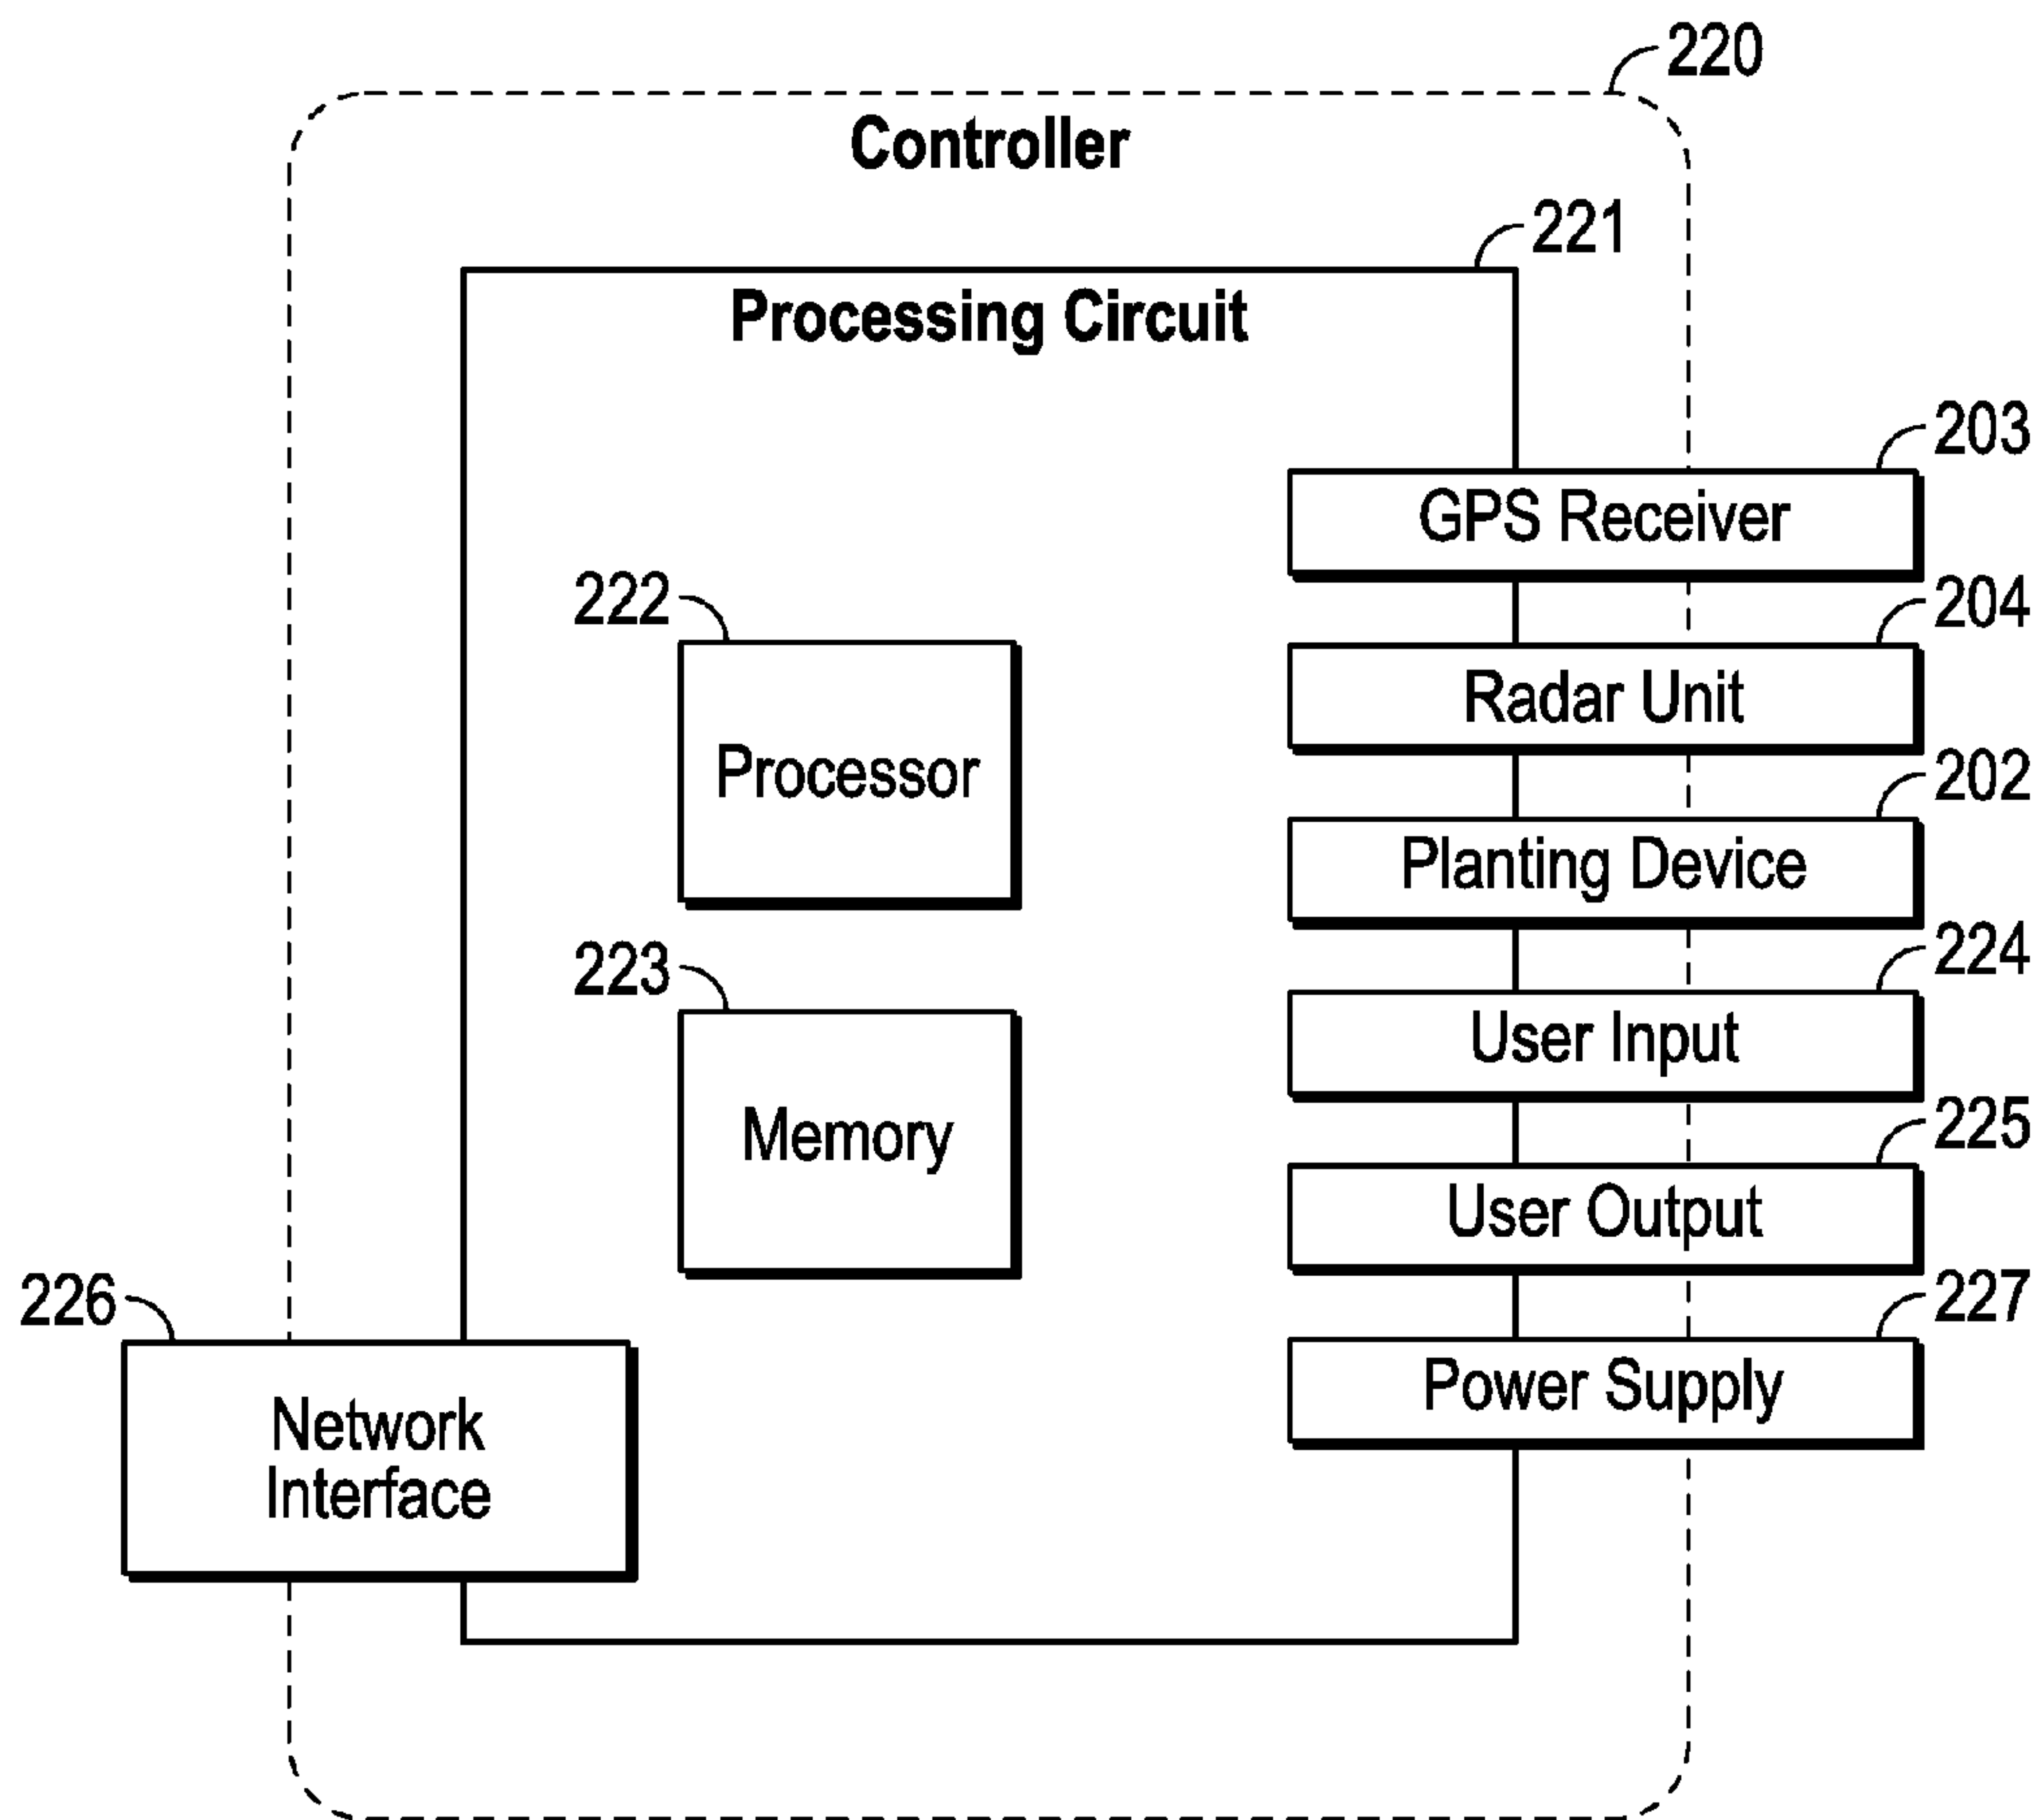 220
Controller
221
Processing Circuit
203
GPS Receiver
204
Radar Unit
222
Processor
202
Planting Device
224
User Input
223
Memory
225
User Output
226
Network
Interface
227
Power Supply